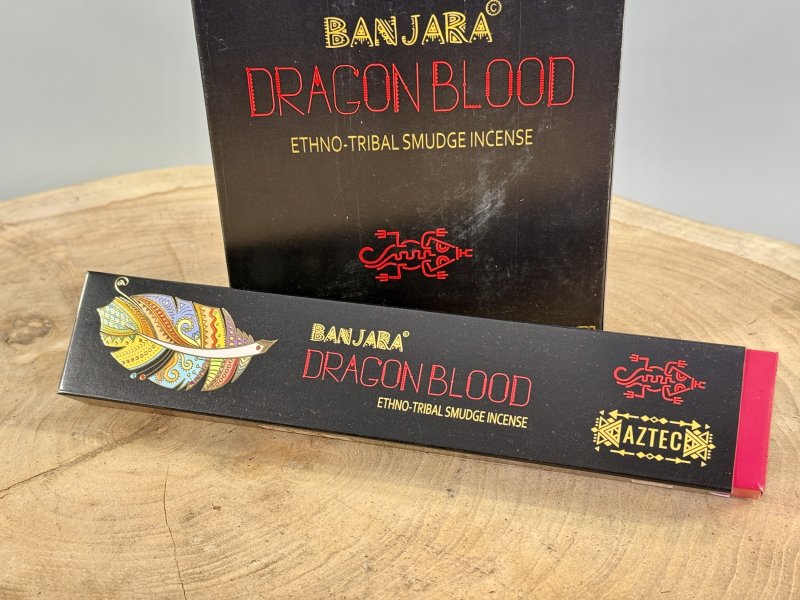 BANJARA©
DRAGON BLOOD
ETHNO-TRIBAL SMUDGE INCENSE
BANJARA©
DRAGON BLOOD
ETHNO-TRIBAL SMUDGE INCENSE
AZTEC